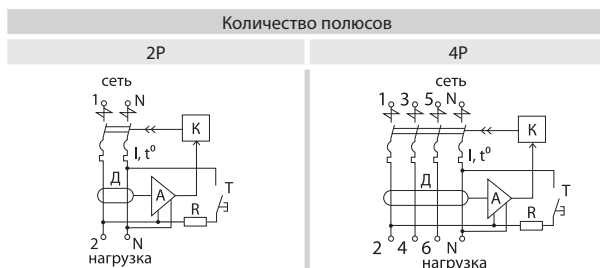 Количество полюсов
2P 4P
сеть
1 N
K
I, t⁰
Д
A
T
R
2 N
нагрузка
сеть
1 3 5 N
K
I, t⁰
Д
A
T
R
2 4 6 N
нагрузка